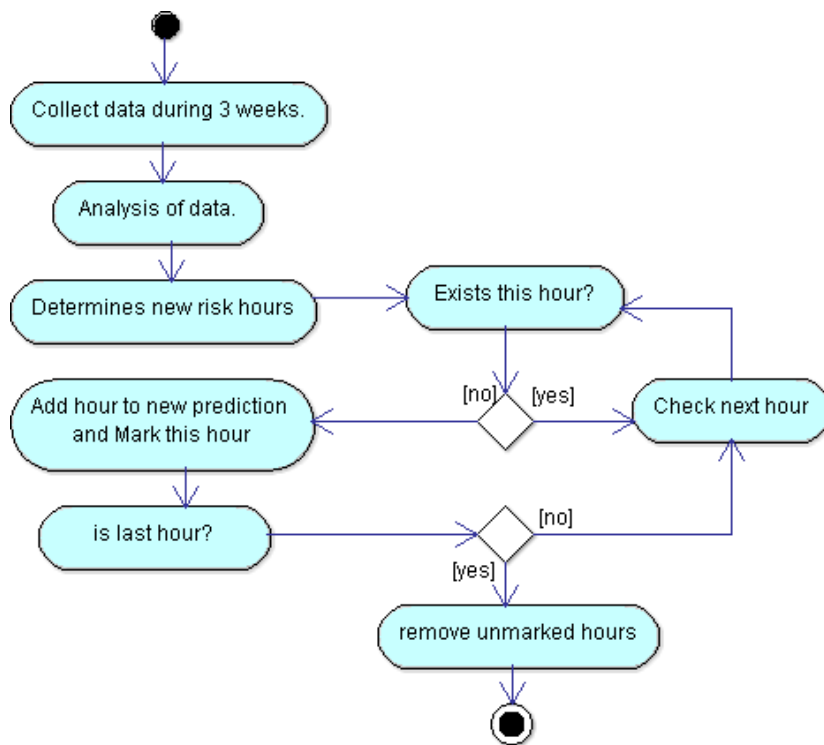 Collect data during 3 weeks.
Analysis of data.
Determines new risk hours
Exists this hour?
[no]
[yes]
Add hour to new prediction
and Mark this hour
Check next hour
is last hour?
[no]
[yes]
remove unmarked hours